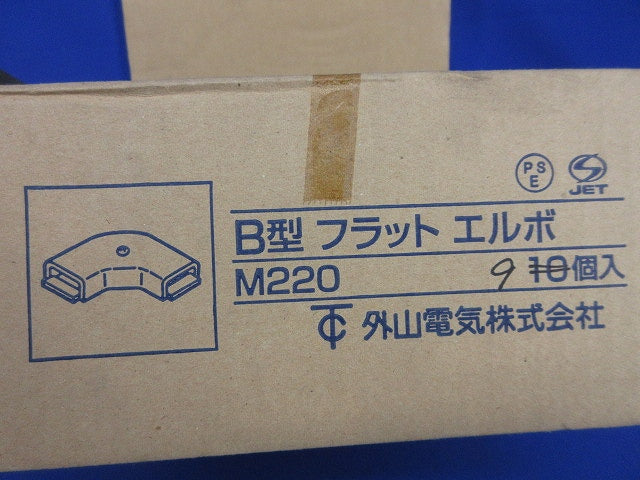 PS
E
JET
B型 フラット エルボ
M220 9 10個入
外山電気株式会社